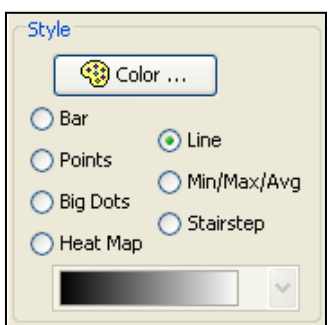 Style
Color ...
Bar
Line
Points
Min/Max/Avg
Big Dots
Stairstep
Heat Map